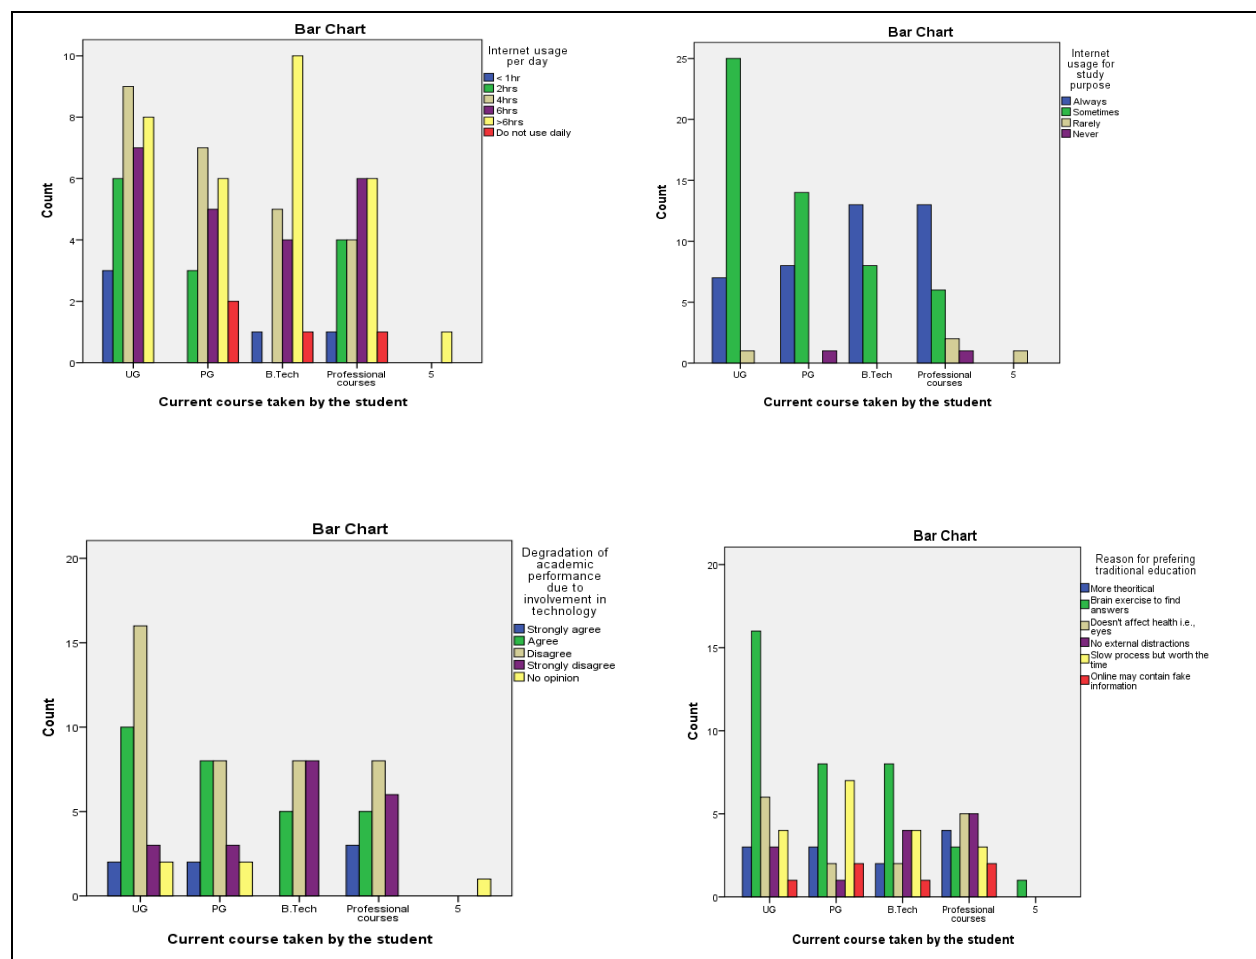 Bar Chart
Internet usage
per day
< 1hr
2hrs
4hrs
6hrs
>6hrs
Do not use daily
10
8
6
4
2
0
Count
UG
PG
B.Tech
Professional
courses
5
Current course taken by the student
Bar Chart
Internet
usage for
study
purpose
Always
Sometimes
Rarely
Never
25
20
15
10
5
0
Count
UG
PG
B.Tech
Professional
courses
5
Current course taken by the student
Bar Chart
Degradation of
academic
performance
due to
involvement in
technology
Strongly agree
Agree
Disagree
Strongly disagree
No opinion
20
15
10
5
0
Count
UG
PG
B.Tech
Professional
courses
5
Current course taken by the student
Bar Chart
Reason for prefering
traditional education
More theoritical
Brain exercise to find
answers
Doesn't affect health i.e.,
eyes
No external distractions
Slow process but worth the
time
Online may contain fake
information
20
15
10
5
0
Count
UG
PG
B.Tech
Professional
courses
5
Current course taken by the student